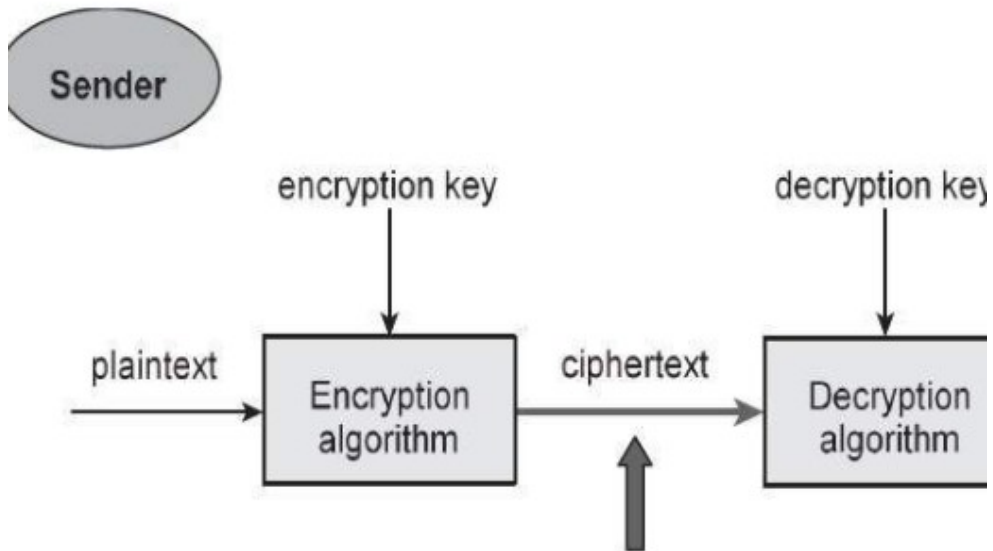 Sender
encryption key
decryption key
plaintext
ciphertext
Encryption
algorithm
Decryption
algorithm